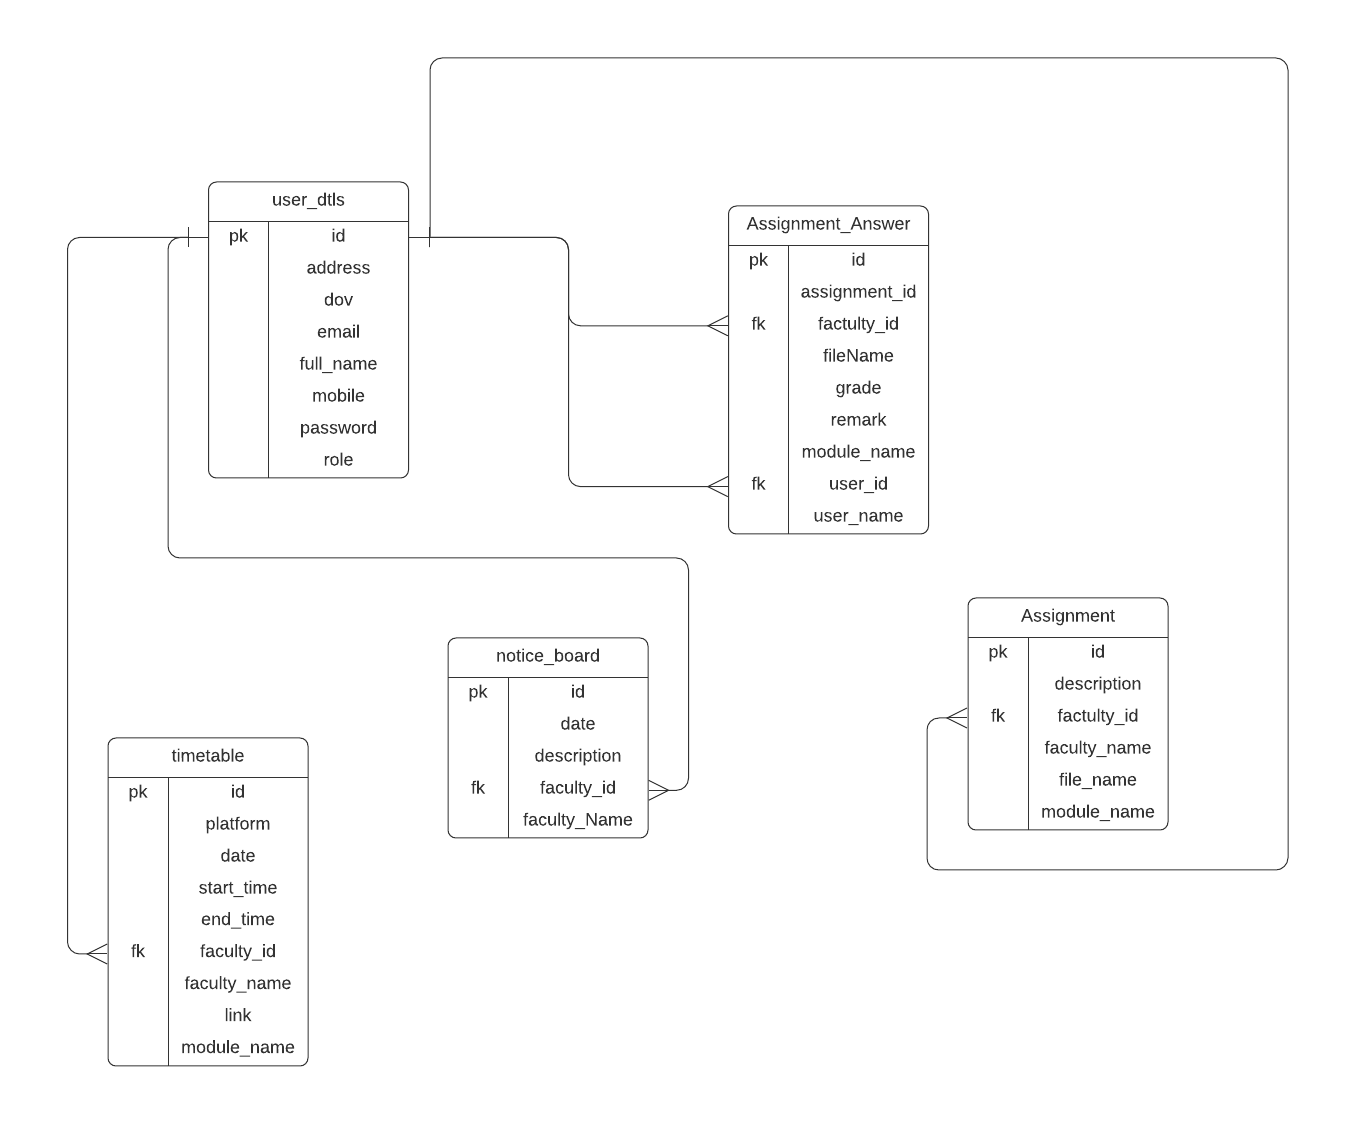 user_dtls
pk id
address
dov
email
full_name
mobile
password
role
Assignment_Answer
pk id
assignment_id
fk factulty_id
fileName
grade
remark
module_name
fk user_id
user_name
Assignment
pk id
description
fk factulty_id
faculty_name
file_name
module_name
notice_board
pk id
date
description
fk faculty_id
faculty_Name
timetable
pk id
platform
date
start_time
end_time
fk faculty_id
faculty_name
link
module_name